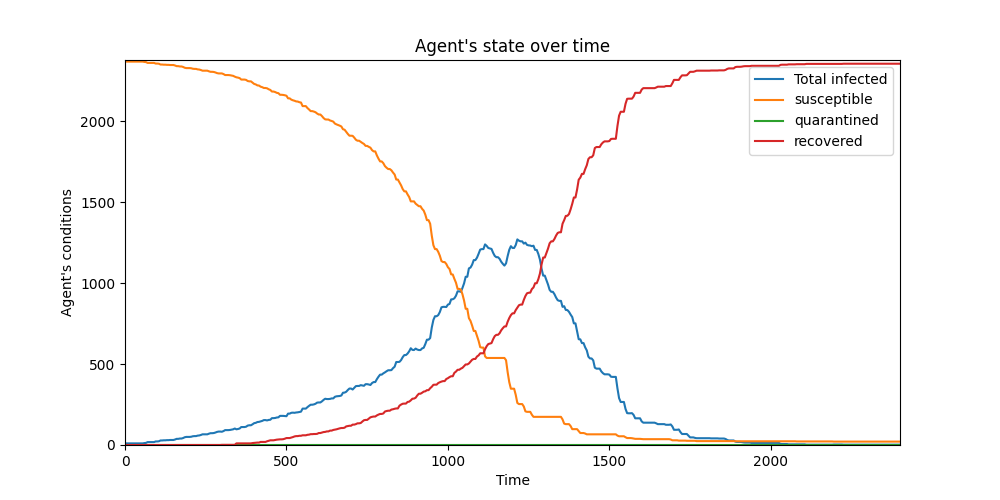 Agent's state over time
Agent's conditions
2000
1500
1000
500
0
Total infected
susceptible
quarantined
recovered
0 500 1000 1500 2000
Time